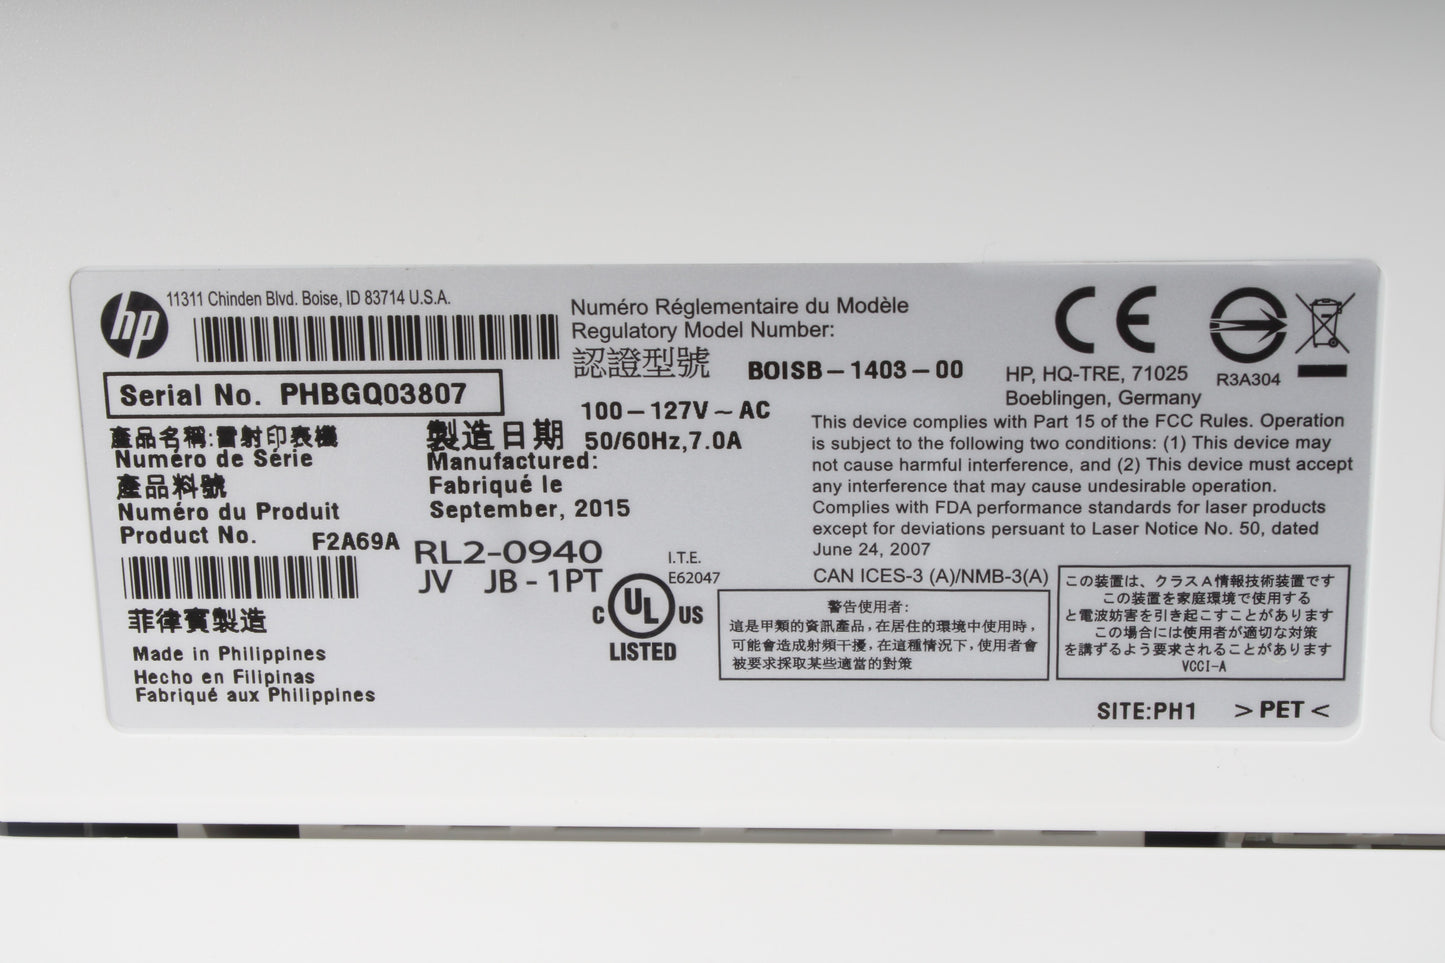 hp
11311 Chinden Blvd. Boise, ID 83714 U.S.A.
Serial No. PHBGQ03807
產品名稱:雷射印表機
Numéro de Série
產品料號
Numéro du Produit
Product No. F2A69A
菲律賓製造
Made in Philippines
Hecho en Filipinas
Fabriqué aux Philippines
製造日期
Manufactured:
Fabriqué le
September, 2015
RL2-0940
JV JB - 1PT
Numéro Réglementaire du Modèle
Regulatory Model Number:
認證型號 BOISB-1403-00
100-127V~AC
50/60Hz,7.0A
I.T.E.
E62047
C UL US
LISTED
CE
HP, HQ-TRE, 71025
Boeblingen, Germany
R3A304
This device complies with Part 15 of the FCC Rules. Operation
is subject to the following two conditions: (1) This device may
not cause harmful interference, and (2) This device must accept
any interference that may cause undesirable operation.
Complies with FDA performance standards for laser products
except for deviations pursuant to Laser Notice No. 50, dated
June 24, 2007
CAN ICES-3 (A)/NMB-3(A)
警告使用者:
這是甲類的資訊產品,在居住的環境中使用時,
可能會造成射頻干擾,在這種情況下,使用者會
被要求採取某些適當的對策
この装置は、クラスA情報技術装置です
この装置を家庭環境で使用する
と電波妨害を引き起こすことがあります
この場合には使用者が適切な対策
を講ずるよう要求されることがあります
VCCI-A
SITE:PH1 >PET<